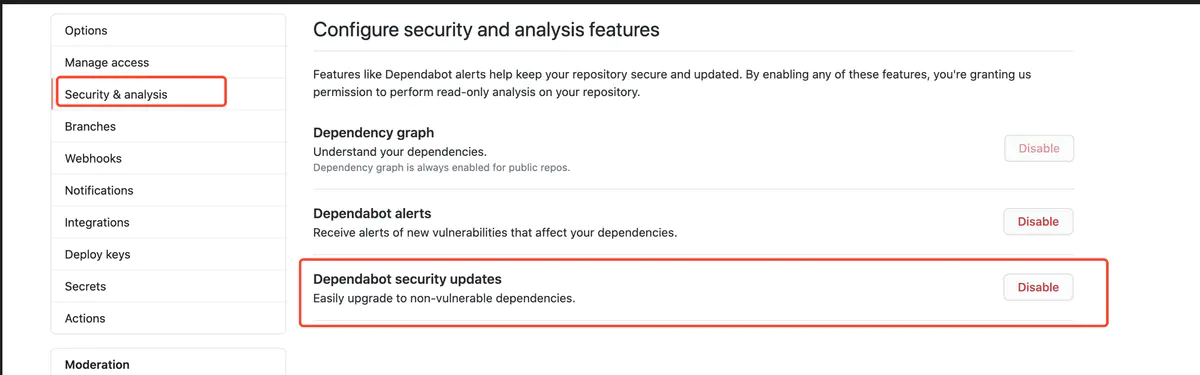 Options
Manage access
Security & analysis
Branches
Webhooks
Notifications
Integrations
Deploy keys
Secrets
Actions
Moderation
Configure security and analysis features
Features like Dependabot alerts help keep your repository secure and updated. By enabling any of these features, you're granting us
permission to perform read-only analysis on your repository.
Dependency graph
Understand your dependencies.
Dependency graph is always enabled for public repos.
Disable
Dependabot alerts
Receive alerts of new vulnerabilities that affect your dependencies.
Disable
Dependabot security updates
Easily upgrade to non-vulnerable dependencies.
Disable